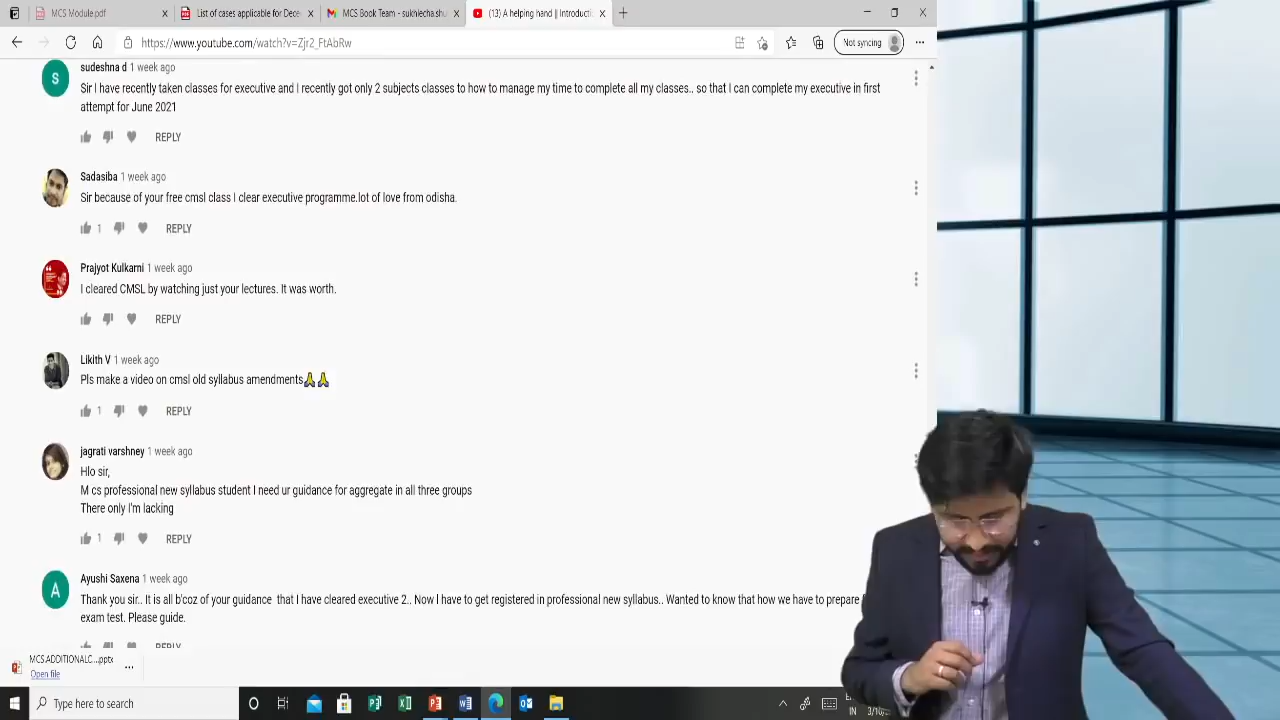 MCS Module.pdf
List of cases applicable for Dece
MCS Book Team - sukhlecha.shu
(13) A helping hand || Introducti
https://www.youtube.com/watch?v=Zjr2_FtAbRw
Not syncing
sudeshna d 1 week ago
Sir I have recently taken classes for executive and I recently got only 2 subjects classes to how to manage my time to complete all my classes.. so that I can complete my executive in first
attempt for June 2021
REPLY
Sadasiba 1 week ago
Sir because of your free cmsl class I clear executive programme.lot of love from odisha.
1 REPLY
Prajyot Kulkarni 1 week ago
I cleared CMSL by watching just your lectures. It was worth.
REPLY
Likith V 1 week ago
Pls make a video on cmsl old syllabus amendments🙏🙏
1 REPLY
jagrati varshney 1 week ago
Hlo sir,
M cs professional new syllabus student I need ur guidance for aggregate in all three groups
There only I'm lacking
1 REPLY
A
Ayushi Saxena 1 week ago
Thank you sir.. It is all b'coz of your guidance that I have cleared executive 2.. Now I have to get registered in professional new syllabus.. Wanted to know that how we have to prepare
exam test. Please guide.
REPLY
MCS.ADDITIONALC....pptx
Open file
Type here to search
IN
S